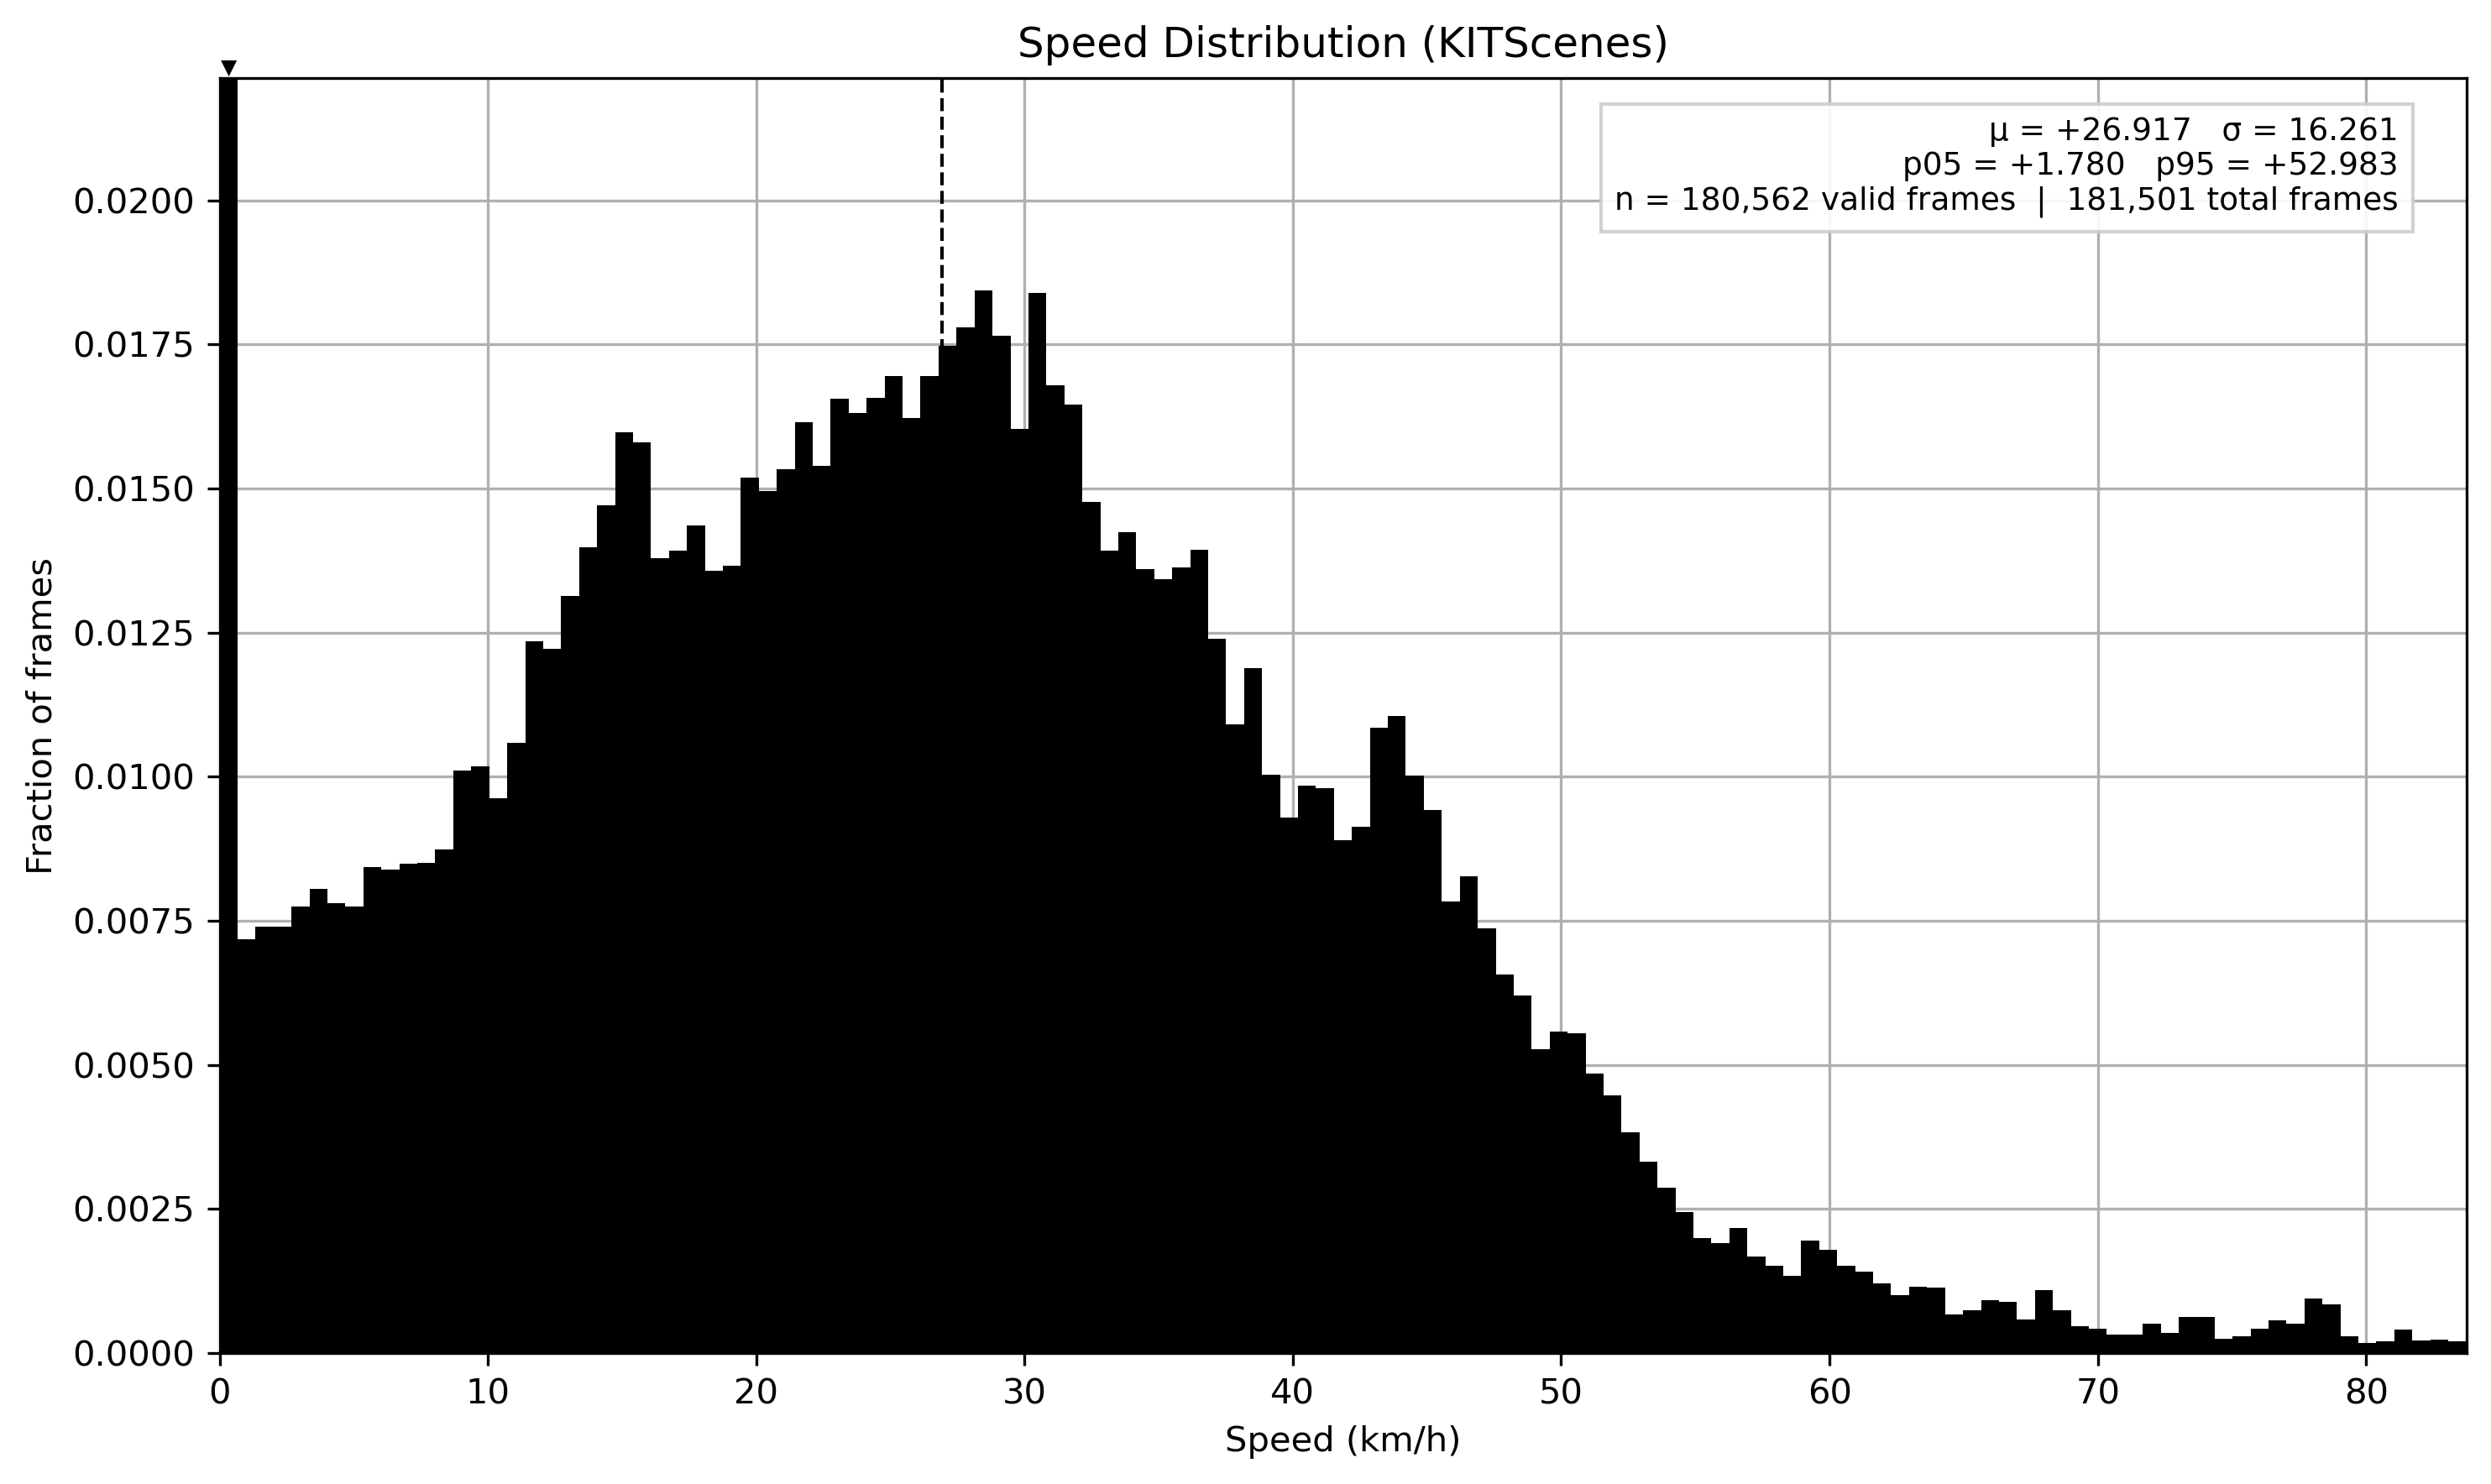 Speed Distribution (KITScenes)
▼
μ = +26.917   σ = 16.261
p05 = +1.780   p95 = +52.983
n = 180,562 valid frames  |  181,501 total frames
Fraction of frames
0.0200
0.0175
0.0150
0.0125
0.0100
0.0075
0.0050
0.0025
0.0000
0 10 20 30 40 50 60 70 80
Speed (km/h)